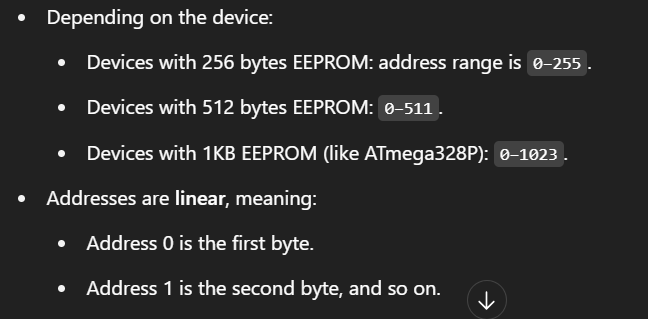 Depending on the device:
Devices with 256 bytes EEPROM: address range is 0–255.
Devices with 512 bytes EEPROM: 0–511.
Devices with 1KB EEPROM (like ATmega328P): 0–1023.
Addresses are linear, meaning:
Address 0 is the first byte.
Address 1 is the second byte, and so on.